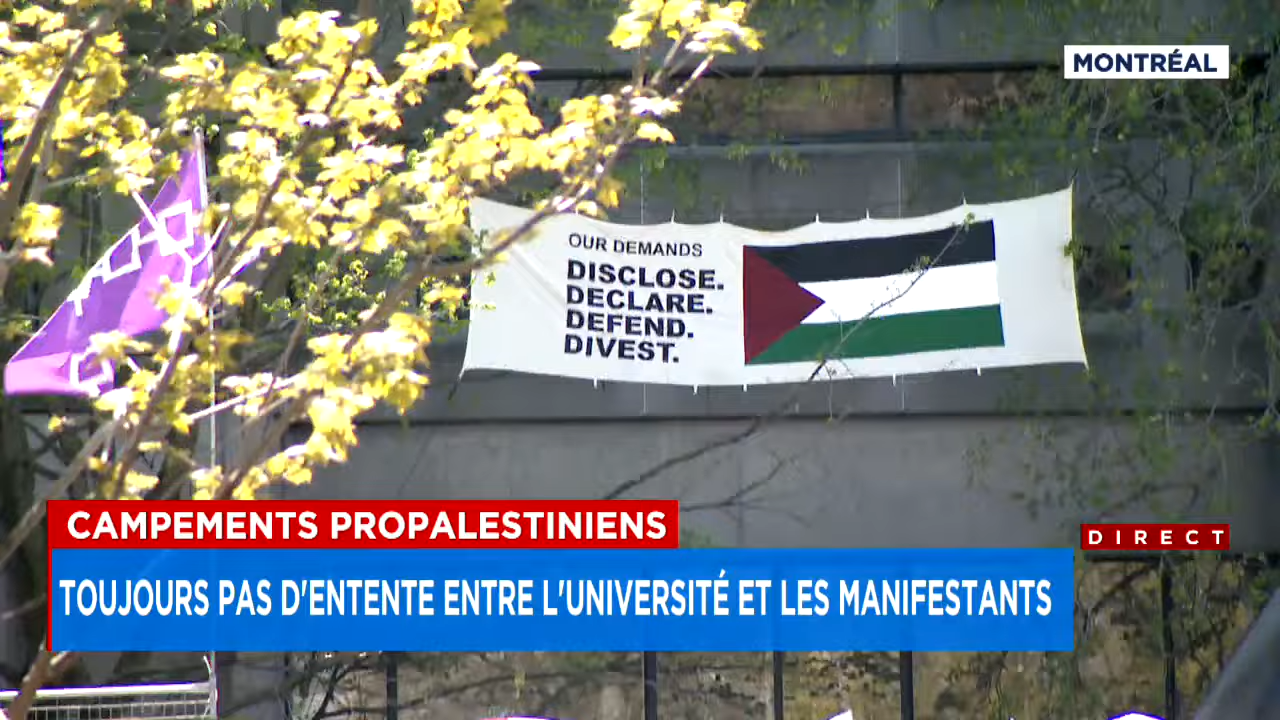 MONTRÉAL
OUR DEMANDS
DISCLOSE.
DECLARE.
DEFEND.
DIVEST.
CAMPEMENTS PROPALESTINIENS
DIRECT
TOUJOURS PAS D'ENTENTE ENTRE L'UNIVERSITÉ ET LES MANIFESTANTS